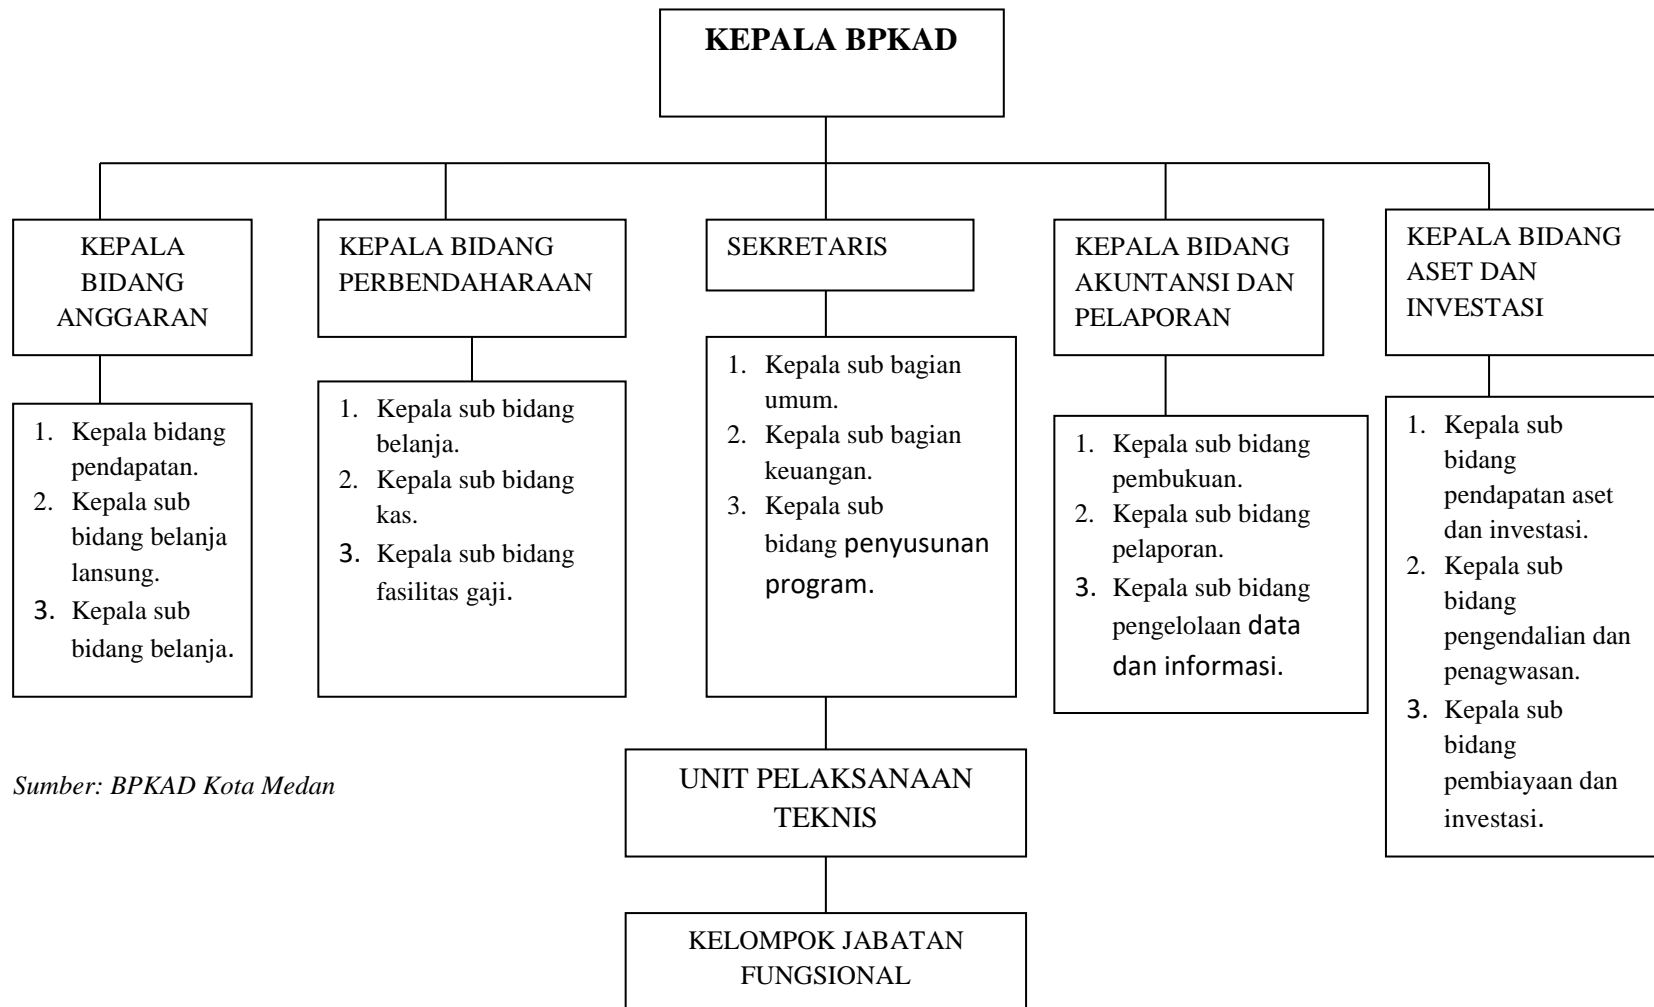 KEPALA BPKAD
KEPALA
BIDANG
ANGGARAN
KEPALA BIDANG
PERBENDAHARAAN
SEKRETARIS
KEPALA BIDANG
AKUNTANSI DAN
PELAPORAN
KEPALA BIDANG
ASET DAN
INVESTASI
1. Kepala bidang
pendapatan.
2. Kepala sub
bidang belanja
lansung.
3. Kepala sub
bidang belanja.
1. Kepala sub bidang
belanja.
2. Kepala sub bidang
kas.
3. Kepala sub bidang
fasilitas gaji.
1. Kepala sub bagian
umum.
2. Kepala sub bagian
keuangan.
3. Kepala sub
bidang penyusunan
program.
1. Kepala sub bidang
pembukuan.
2. Kepala sub bidang
pelaporan.
3. Kepala sub bidang
pengelolaan data
dan informasi.
1. Kepala sub
bidang
pendapatan aset
dan investasi.
2. Kepala sub
bidang
pengendalian dan
penagwasan.
3. Kepala sub
bidang
pembiayaan dan
investasi.
Sumber: BPKAD Kota Medan
UNIT PELAKSANAAN
TEKNIS
KELOMPOK JABATAN
FUNGSIONAL